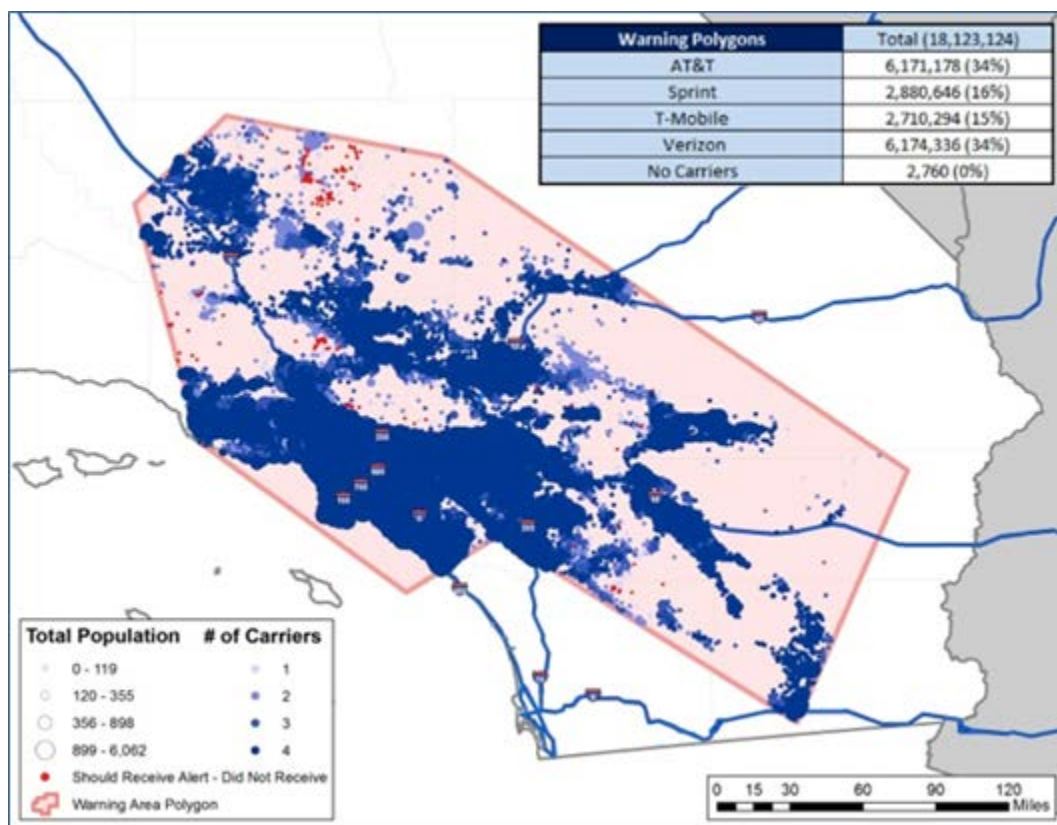 Warning Polygons Total (18,123,124)
AT&T 6,171,178 (34%)
Sprint 2,880,646 (16%)
T-Mobile 2,710,294 (15%)
Verizon 6,174,336 (34%)
No Carriers 2,760 (0%)
Total Population # of Carriers
0 - 119 1
120 - 355 2
356 - 898 3
899 - 6,062 4
Should Receive Alert - Did Not Receive
Warning Area Polygon
0 15 30 60 90 120
Miles